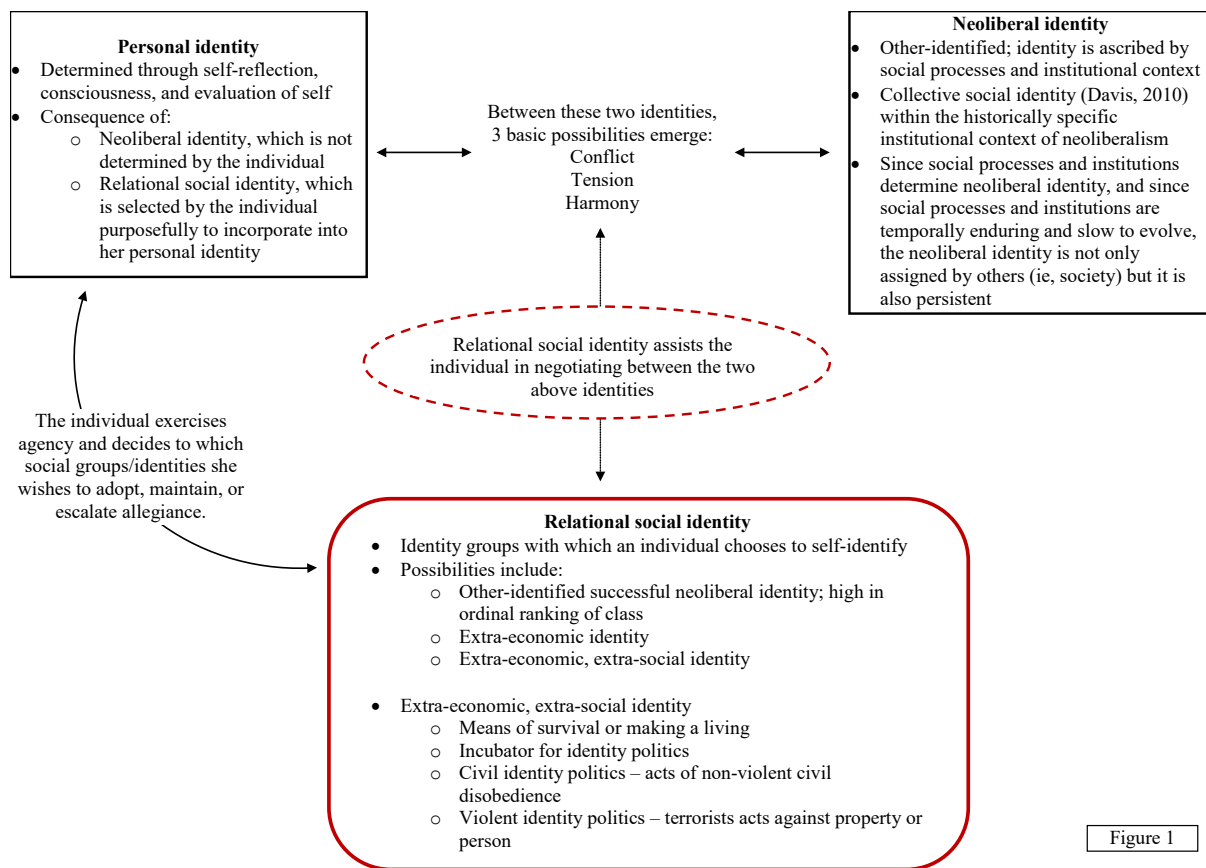 Personal identity
• Determined through self-reflection,
consciousness, and evaluation of self
• Consequence of:
o Neoliberal identity, which is not
determined by the individual
o Relational social identity, which
is selected by the individual
purposefully to incorporate into
her personal identity
Between these two identities,
3 basic possibilities emerge:
Conflict
Tension
Harmony
Neoliberal identity
• Other-identified; identity is ascribed by
social processes and institutional context
• Collective social identity (Davis, 2010)
within the historically specific
institutional context of neoliberalism
• Since social processes and institutions
determine neoliberal identity, and since
social processes and institutions are
temporally enduring and slow to evolve,
the neoliberal identity is not only
assigned by others (ie, society) but it is
also persistent
Relational social identity assists the
individual in negotiating between the two
above identities
The individual exercises
agency and decides to which
social groups/identities she
wishes to adopt, maintain, or
escalate allegiance.
Relational social identity
• Identity groups with which an individual chooses to self-identify
• Possibilities include:
o Other-identified successful neoliberal identity; high in
ordinal ranking of class
o Extra-economic identity
o Extra-economic, extra-social identity
• Extra-economic, extra-social identity
o Means of survival or making a living
o Incubator for identity politics
o Civil identity politics – acts of non-violent civil
disobedience
o Violent identity politics – terrorists acts against property or
person
Figure 1